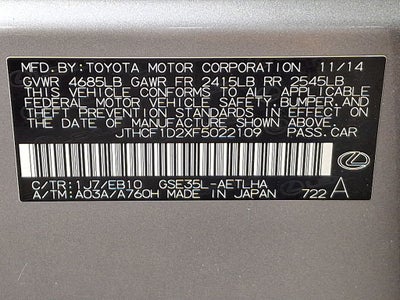 MFD.BY:TOYOTA MOTOR CORPORATION 11/14
GVWR 4685LB GAWR FR 2415LB RR 2545LB
THIS VEHICLE CONFORMS TO ALL APPLICABLE
FEDERAL MOTOR VEHICLE SAFETY,BUMPER,AND
THEFT PREVENTION STANDARDS IN EFFECT ON THE
DATE OF MANUFACTURE SHOWN ABOVE.
JTHCF1D2XF5022109 PASS.CAR
C/TR:1J7/EB10 GSE35L-AETLHA
A/TM:A03A/A760H MADE IN JAPAN 722 A